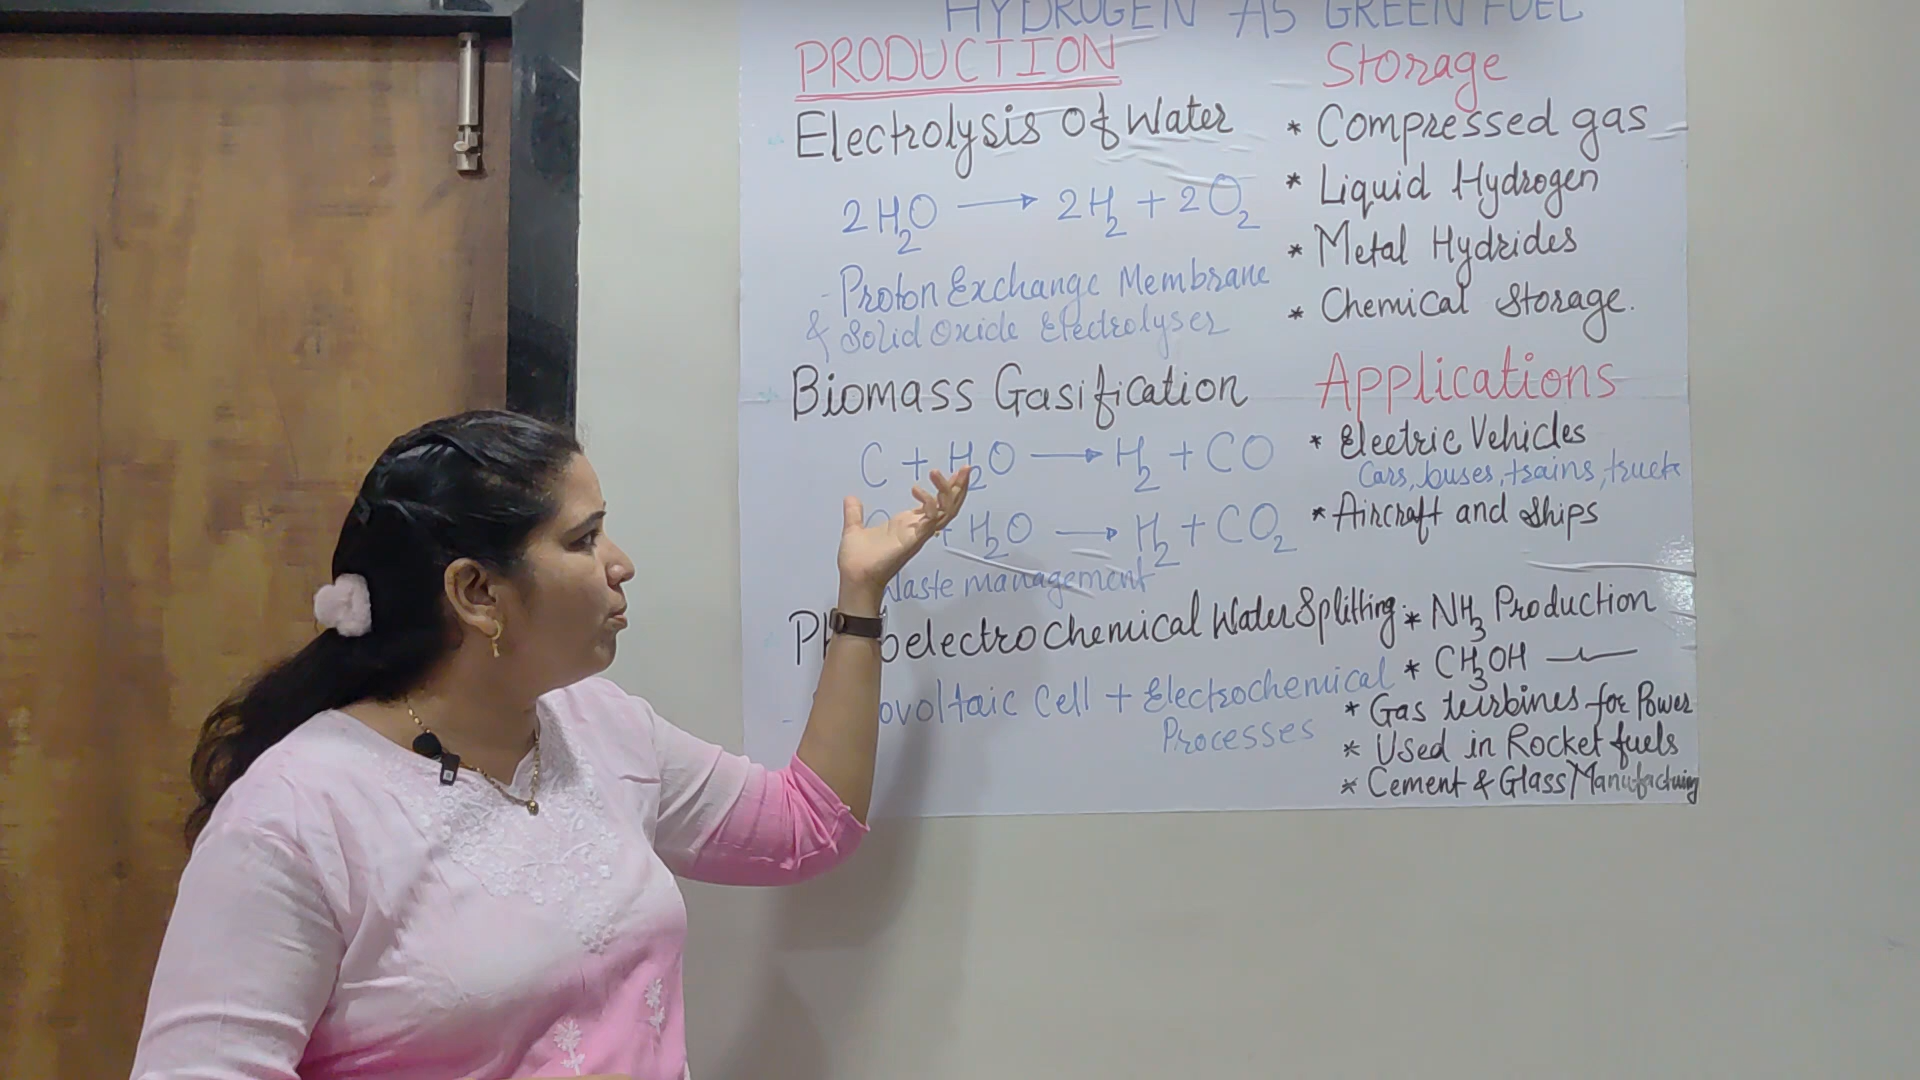 HYDROGEN AS GREEN FUEL
PRODUCTION
Electrolysis Of Water
2H₂O → 2H₂ + 2O₂
- Proton Exchange Membrane
& Solid Oxide Electrolyser
Biomass Gasification
C + H₂O → H₂ + CO
+ H₂O → H₂ + CO₂
Waste management
Photoelectrochemical Water Splitting
Cell + Electrochemical
Processes
Storage
* Compressed gas
* Liquid Hydrogen
* Metal Hydrides
* Chemical Storage.
Applications
* Electric Vehicles
Cars, buses, trains, truck
* Aircraft and Ships
* NH₃ Production
* CH₃OH
* Gas turbines for Power
* Used in Rocket fuels
* Cement & Glass Manufacturing